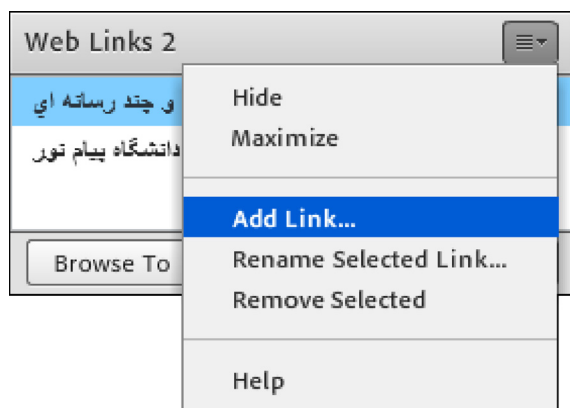 Web Links 2
و چند رسانه اي
دانشگاه پيام نور
Hide
Maximize
Add Link...
Rename Selected Link...
Remove Selected
Browse To
Help